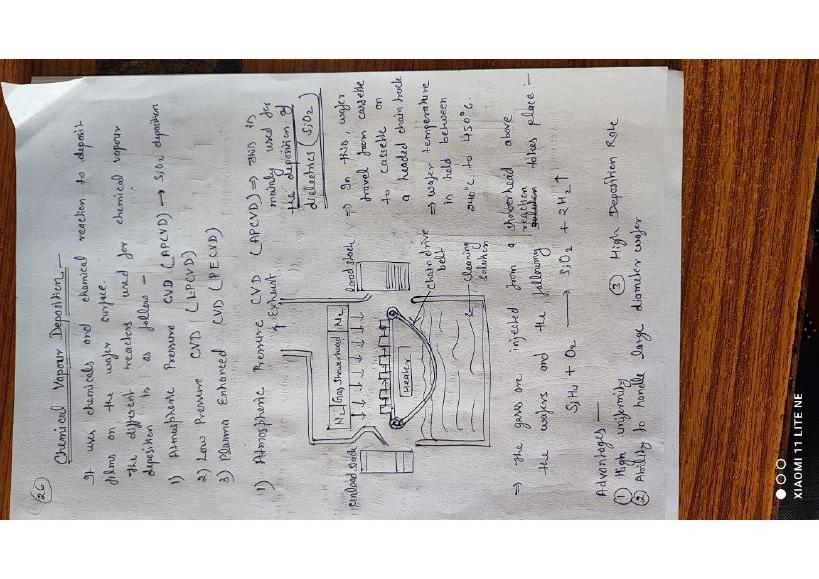 (26)
Chemical Vapour Deposition :-
It uses chemicals and chemical reaction to deposit
films on the wafer surface.
The different reactors used for chemical vapour
deposition is as follow -
1) Atmospheric Pressure CVD (APCVD) → SiO2 deposition
2) Low Pressure CVD (LPCVD)
3) Plasma Enhanced CVD (PECVD)
1) Atmospheric Pressure CVD (APCVD) ⇒ This is
mainly used for
the deposition of
dielectrics (SiO2)
↑ Exhaust
N2 Gas showerhead N2
Heater
unload stack
load stack
chain drive
belt
cleaning
solution
⇒ In this, wafer
travel from cassette
to cassette on
a headed chain track
⇒ wafer temperature
is held between
240°C. to 450°C.
⇒ The gases are injected from a showerhead above
the wafers and the following reaction takes place :-
SiH4 + O2 → SiO2 + 2H2 ↑
Advantages —
① High uniformity
② Ability to handle large diameter wafer
③ High Deposition Rate
XIAOMI 11 LITE NE